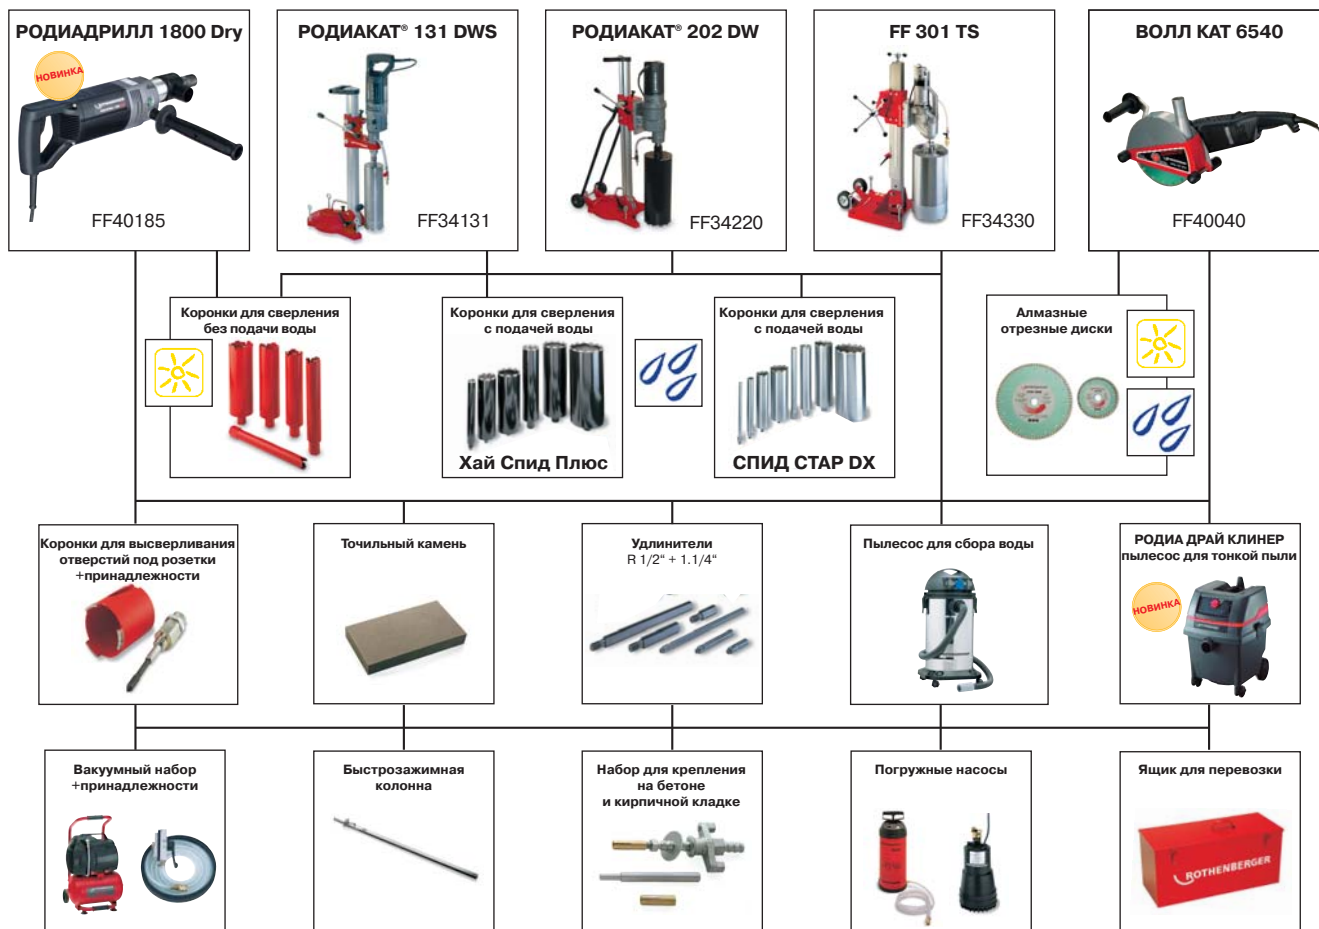 РОДИАДРИЛЛ 1800 Dry
НОВИНКА
FF40185
РОДИАКАТ® 131 DWS
FF34131
РОДИАКАТ® 202 DW
FF34220
FF 301 TS
FF34330
ВОЛЛ КАТ 6540
FF40040
Коронки для сверления
без подачи воды
Коронки для сверления
с подачей воды
Хай Спид Плюс
Коронки для сверления
с подачей воды
СПИД СТАР DX
Алмазные
отрезные диски
Коронки для высверливания
отверстий под розетки
+принадлежности
Точильный камень
Удлинители
R 1/2“ + 1.1/4“
Пылесос для сбора воды
РОДИА ДРАЙ КЛИНЕР
пылесос для тонкой пыли
НОВИНКА
Вакуумный набор
+принадлежности
Быстрозажимная
колонна
Набор для крепления
на бетоне
и кирпичной кладке
Погружные насосы
Ящик для перевозки
ROTHENBERGER